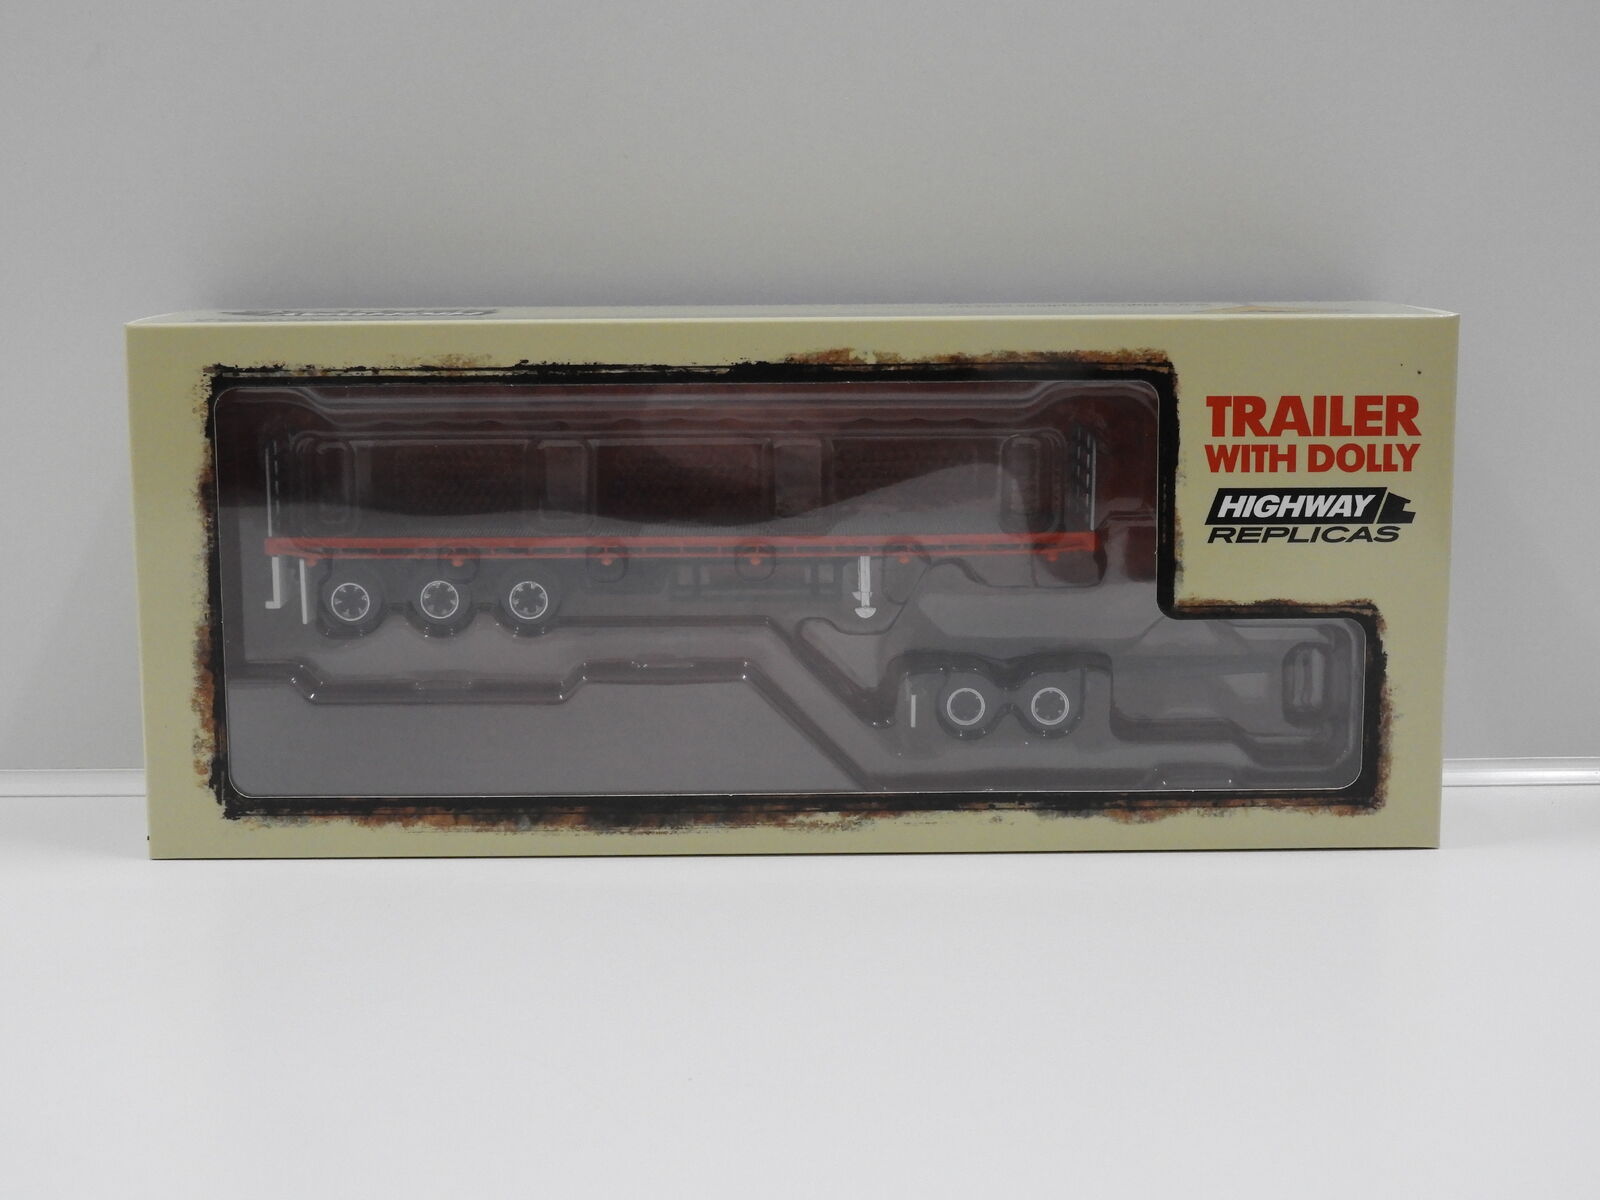 TRAILER
WITH DOLLY
HIGHWAY
REPLICAS